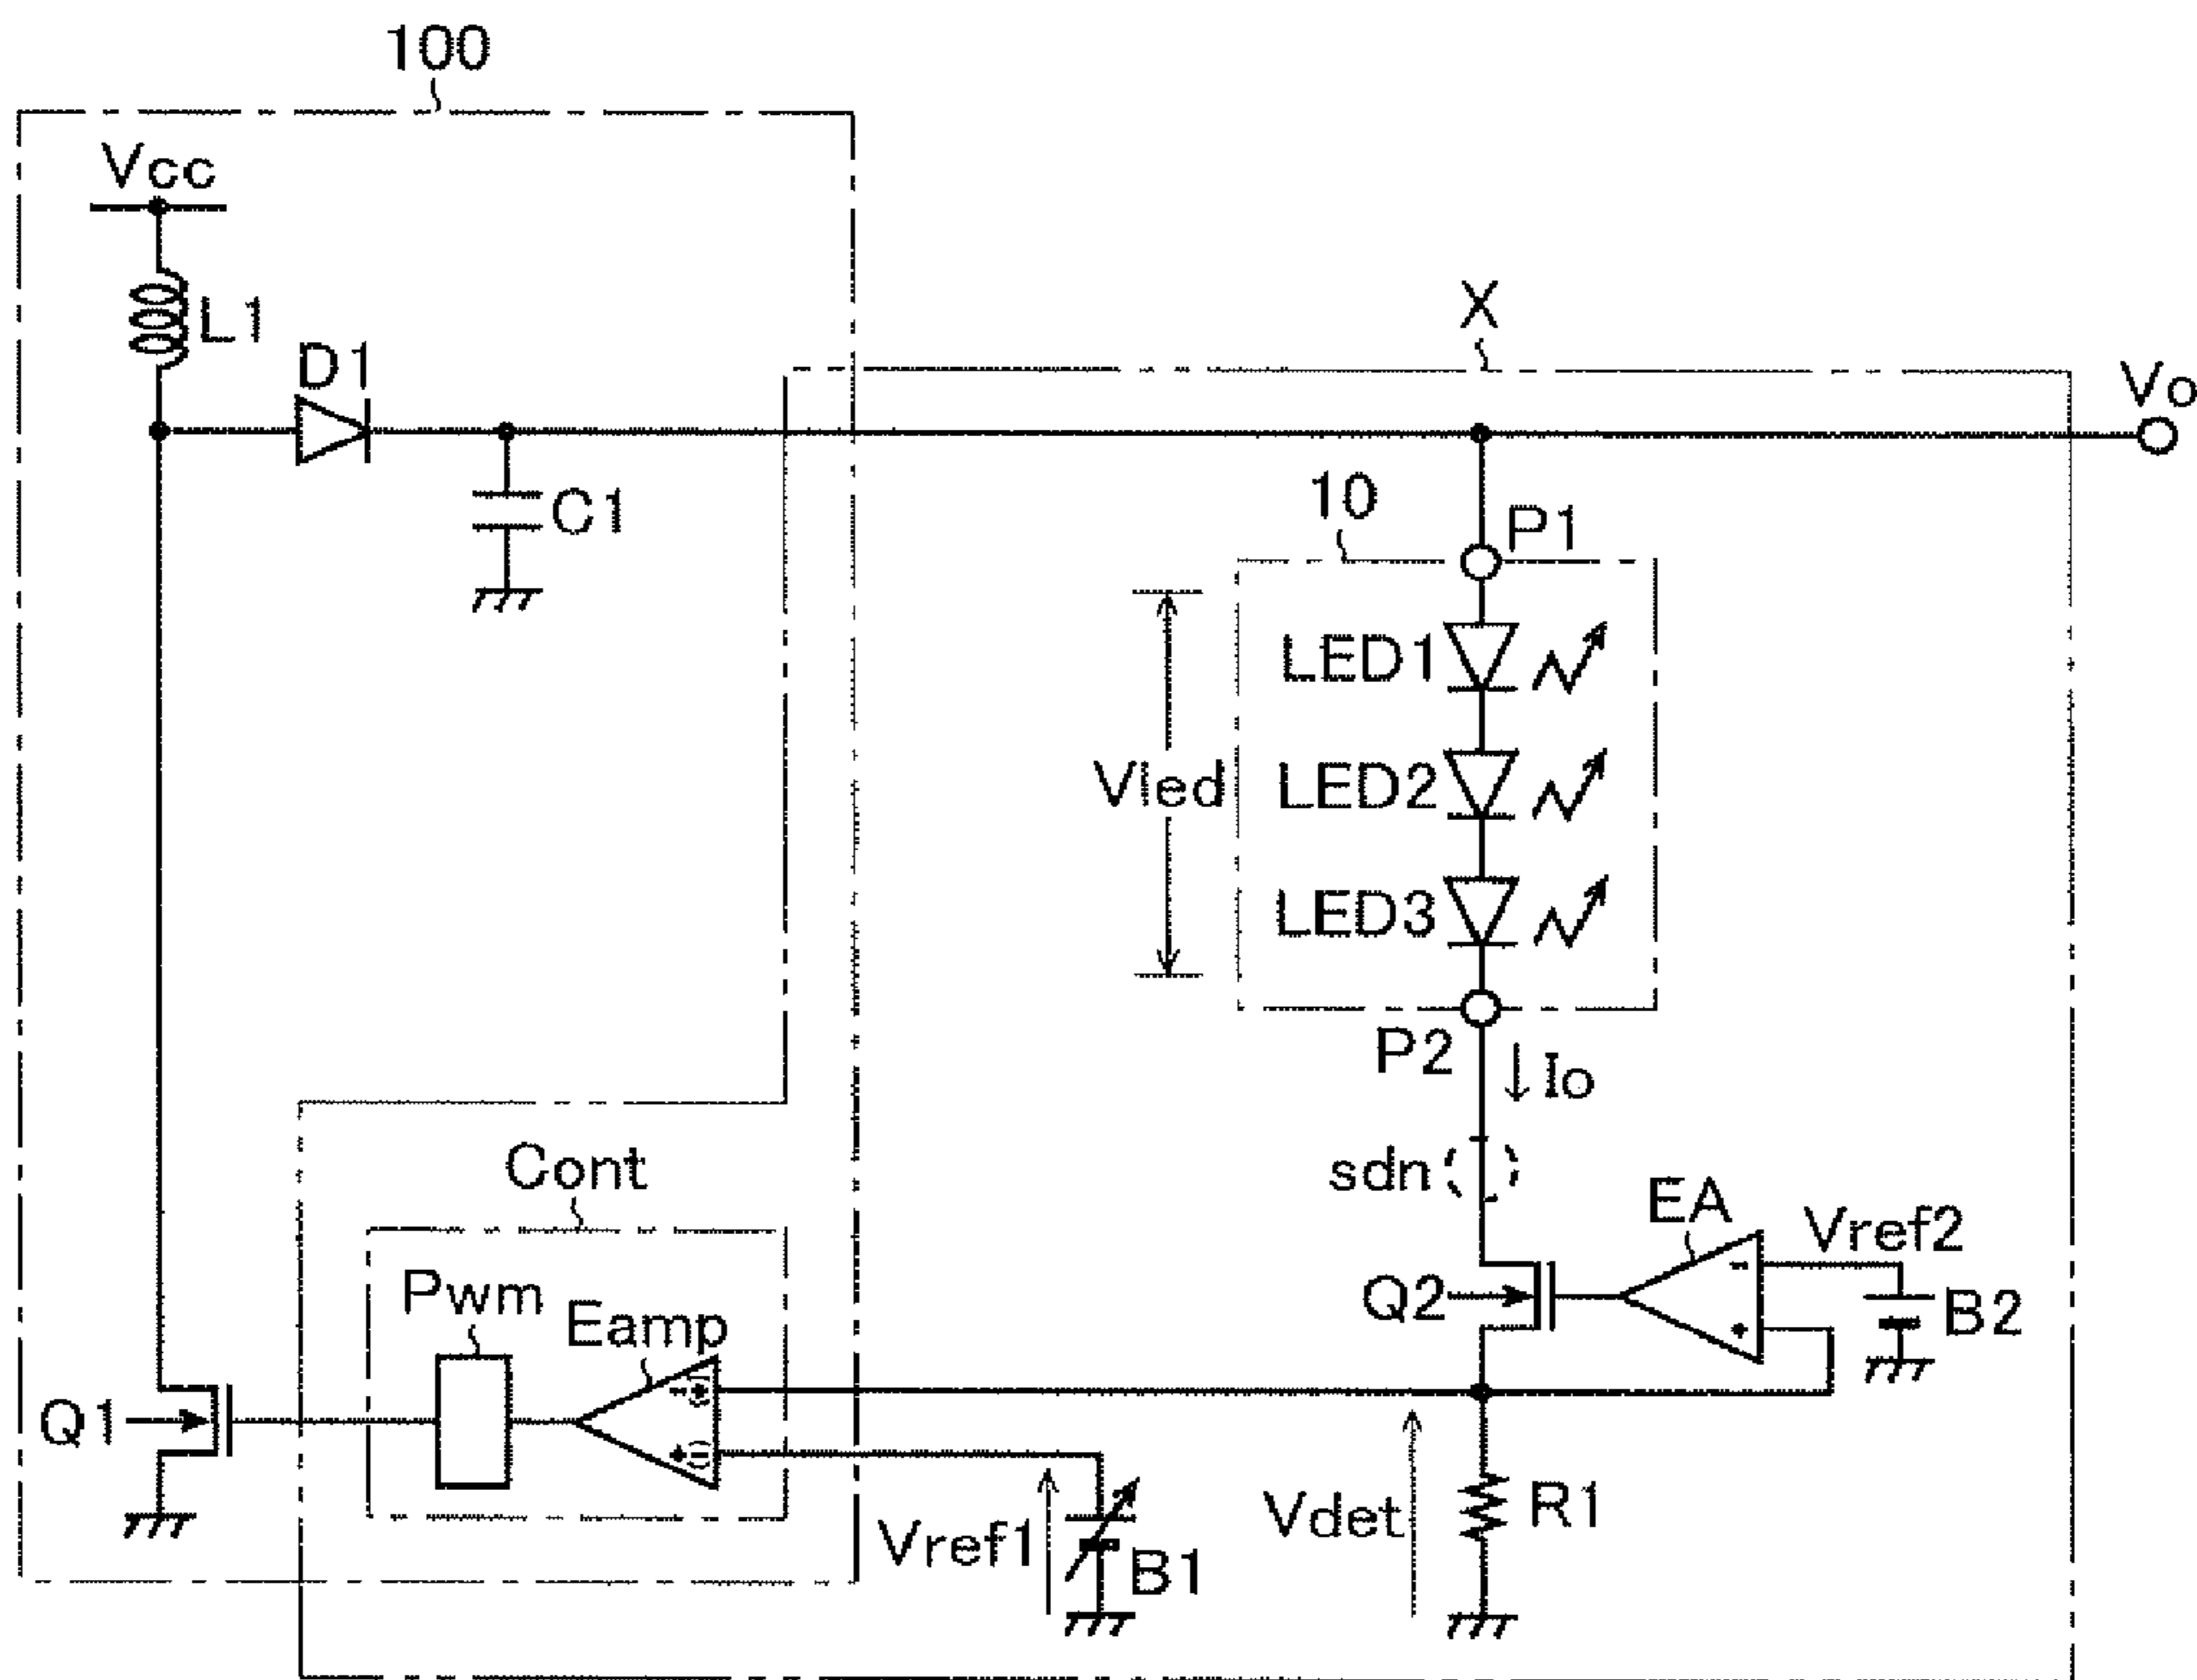 100
Vcc
L1
D1
X
Vo
C1
10
P1
LED1
Vled
LED2
LED3
P2
Io
Cont
sdn
EA
Vref2
Pwm
Eamp
Q2
B2
- (+)
+ (-)
-
+
Q1
Vref1
B1
Vdet
R1